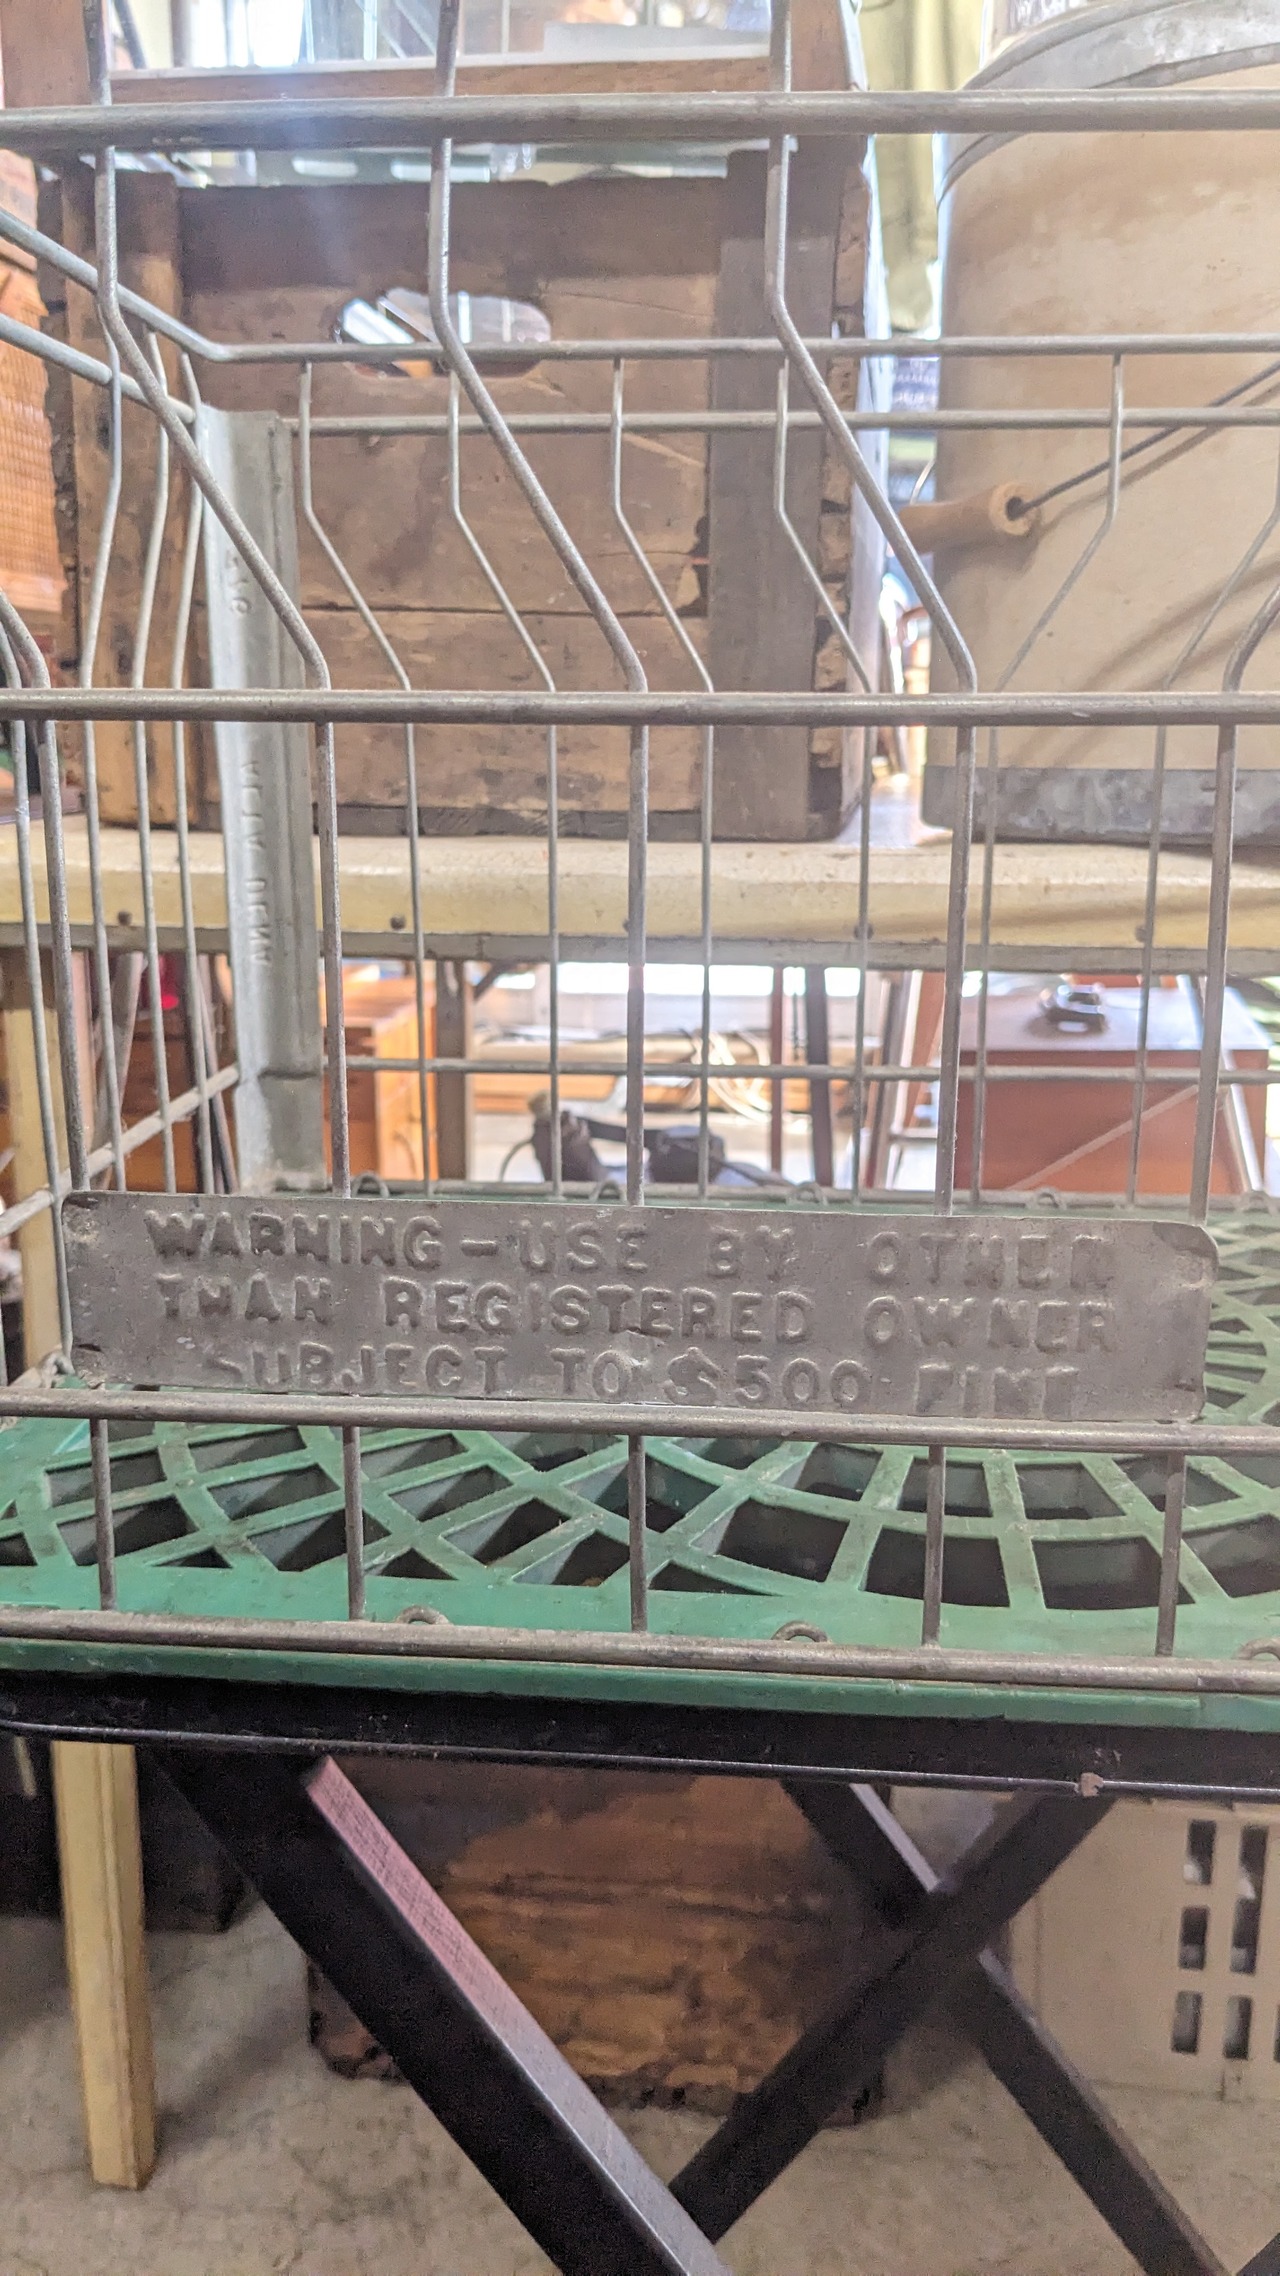 WARNING - USE BY OTHER
THAN REGISTERED OWNER
SUBJECT TO $500 FINE